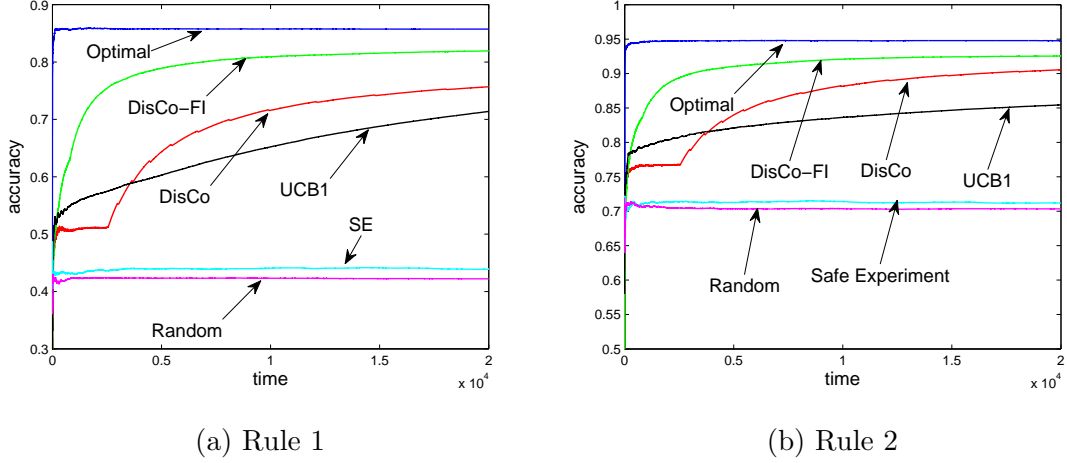 0.9
0.8
0.7
0.6
0.5
0.4
0.3
accuracy
Optimal
DisCo-FI
DisCo
UCB1
SE
Random
0 0.5 1 1.5 2
time
x 10^4
(a) Rule 1
1
0.95
0.9
0.85
0.8
0.75
0.7
0.65
0.6
0.55
0.5
accuracy
Optimal
DisCo-FI
DisCo
UCB1
Random
Safe Experiment
0 0.5 1 1.5 2
time
x 10^4
(b) Rule 2